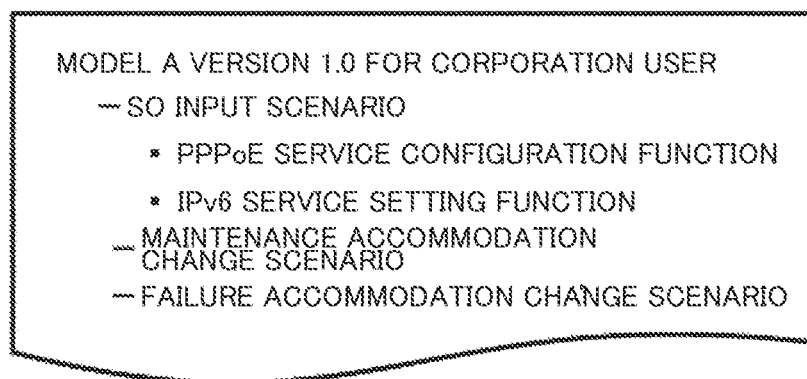 MODEL A VERSION 1.0 FOR CORPORATION USER
— SO INPUT SCENARIO
• PPPoE SERVICE CONFIGURATION FUNCTION
• IPv6 SERVICE SETTING FUNCTION
— MAINTENANCE ACCOMMODATION
CHANGE SCENARIO
— FAILURE ACCOMMODATION CHANGE SCENARIO